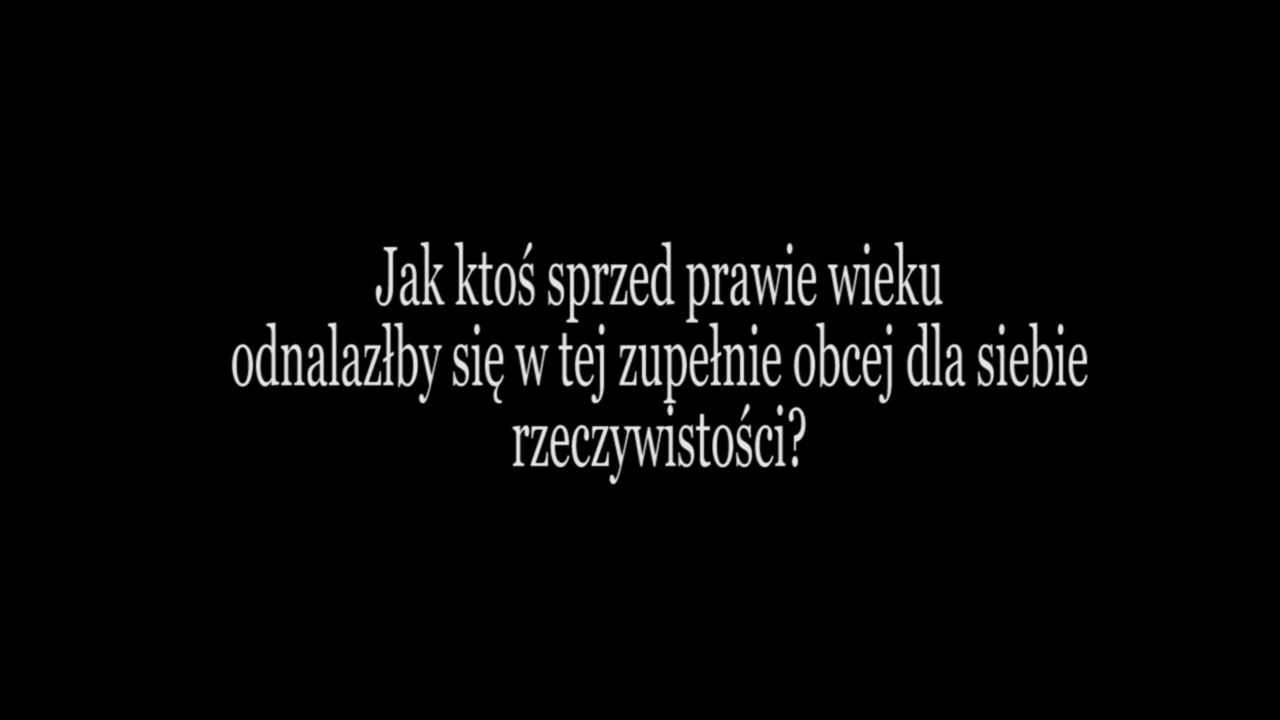 Jak ktoś sprzed prawie wieku
odnalazłby się w tej zupełnie obcej dla siebie
rzeczywistości?